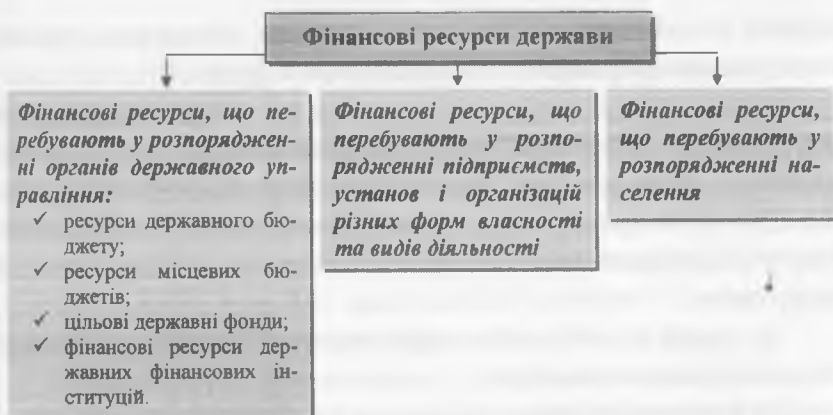 Фінансові ресурси держави
Фінансові ресурси, що пе-
ребувають у розпоряджен-
ні органів державного уп-
равління:
✓ ресурси державного бю-
джету;
✓ ресурси місцевих бю-
джетів;
✓ цільові державні фонди;
✓ фінансові ресурси дер-
жавних фінансових ін-
ституцій.
Фінансові ресурси, що
перебувають у розпо-
рядженні підприємств,
установ і організацій
різних форм власності
та видів діяльності
Фінансові ресурси,
що перебувають у
розпорядженні на-
селення